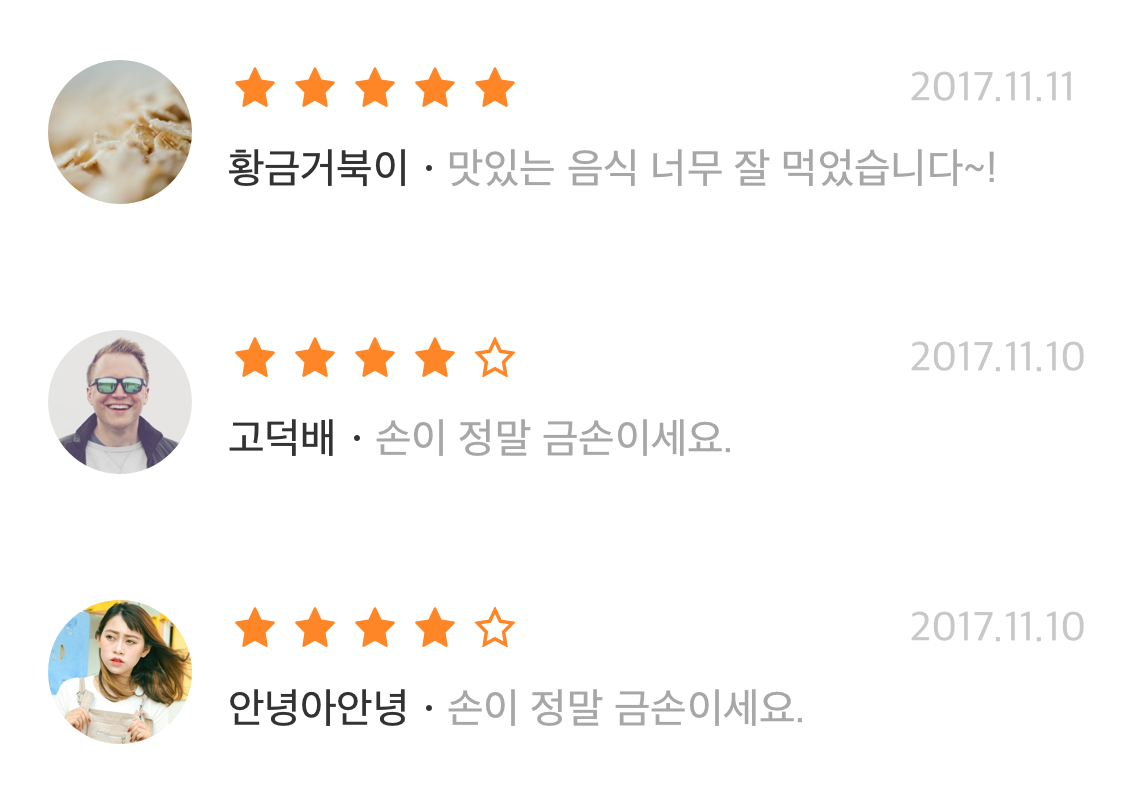 2017.11.11
황금거북이 · 맛있는 음식 너무 잘 먹었습니다~!
2017.11.10
고덕배 · 손이 정말 금손이세요.
2017.11.10
안녕아안녕 · 손이 정말 금손이세요.